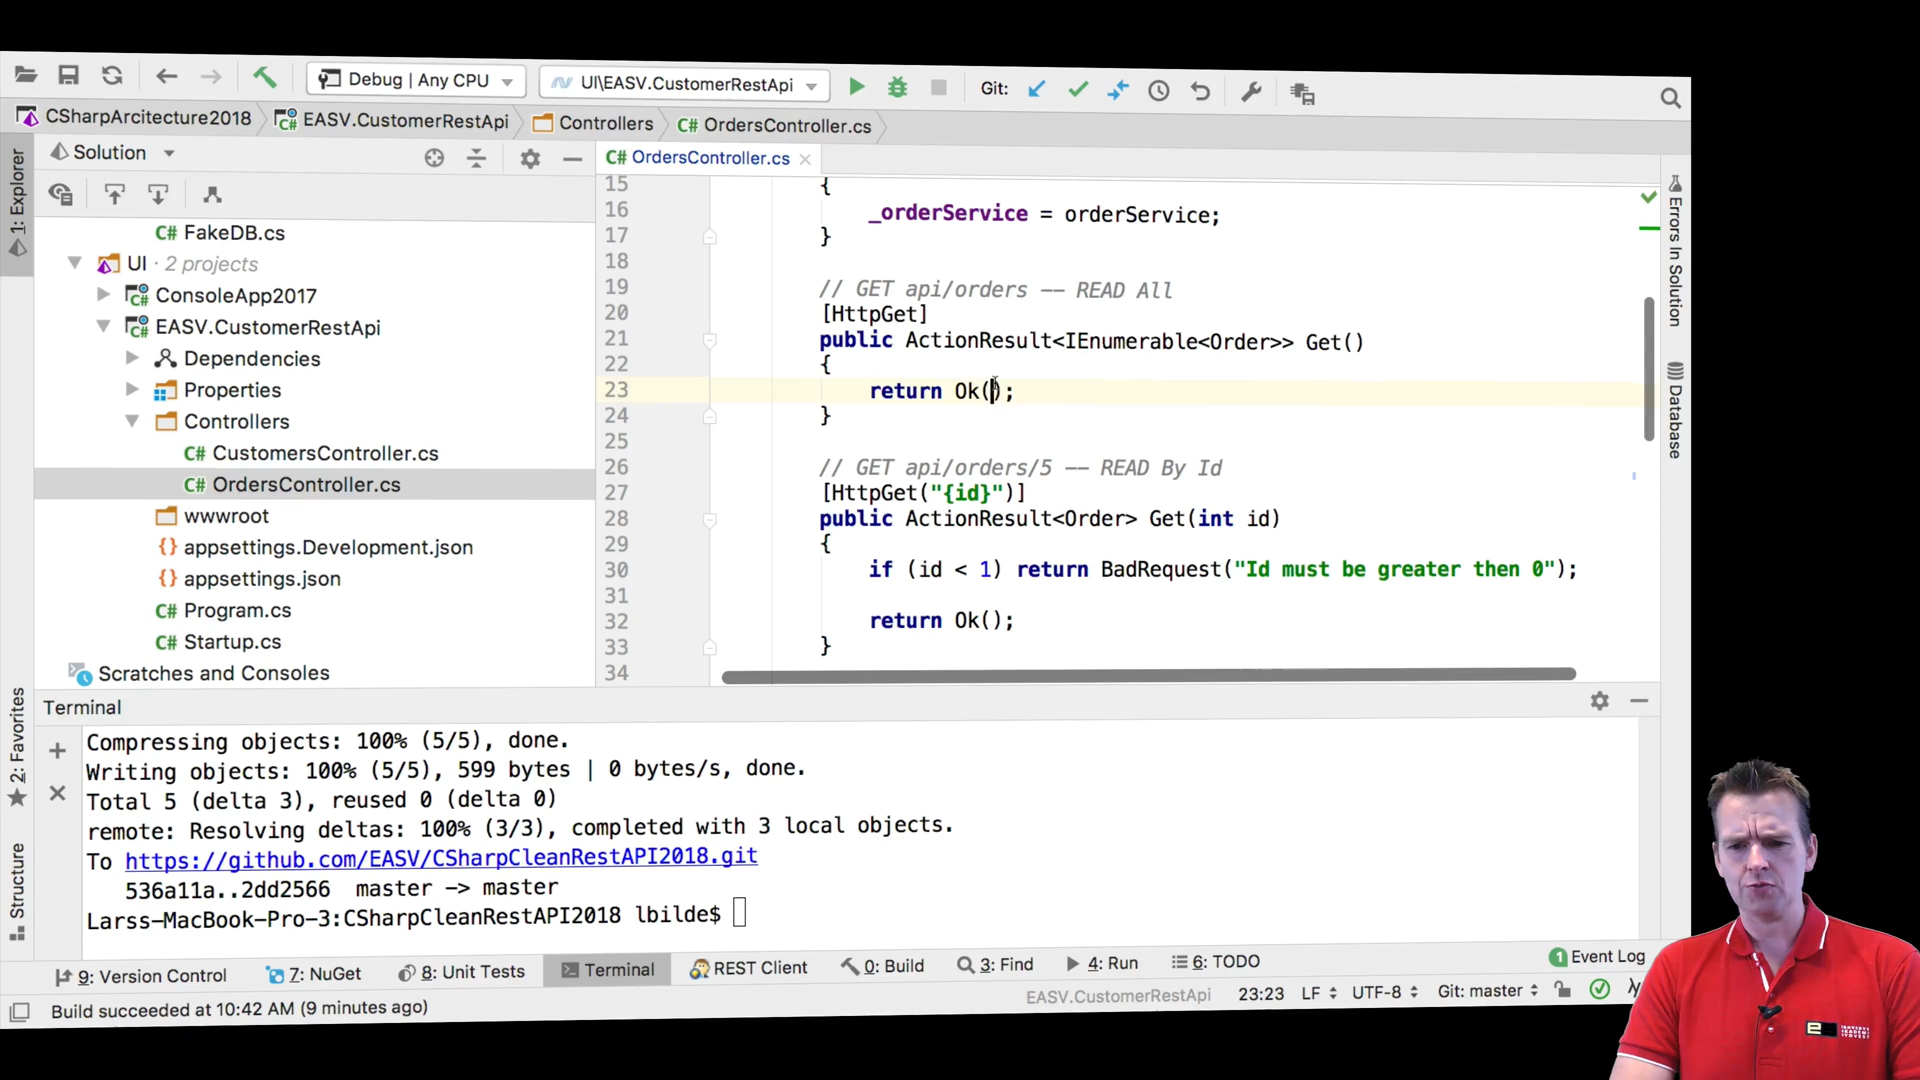 Debug | Any CPU
UI\EASV.CustomerRestApi
Git:
CSharpArcitecture2018
EASV.CustomerRestApi
Controllers
C# OrdersController.cs
Solution
C# OrdersController.cs
1: Explorer
C# FakeDB.cs
UI · 2 projects
C# ConsoleApp2017
C# EASV.CustomerRestApi
Dependencies
Properties
Controllers
C# CustomersController.cs
C# OrdersController.cs
wwwroot
{} appsettings.Development.json
{} appsettings.json
C# Program.cs
C# Startup.cs
Scratches and Consoles
15 {
16 _orderService = orderService;
17 }
18
19 // GET api/orders -- READ All
20 [HttpGet]
21 public ActionResult<IEnumerable<Order>> Get()
22 {
23 return Ok();
24 }
25
26 // GET api/orders/5 -- READ By Id
27 [HttpGet("{id}")]
28 public ActionResult<Order> Get(int id)
29 {
30 if (id < 1) return BadRequest("Id must be greater then 0");
31
32 return Ok();
33 }
34
Errors In Solution
Database
2: Favorites
Structure
Terminal
Compressing objects: 100% (5/5), done.
Writing objects: 100% (5/5), 599 bytes | 0 bytes/s, done.
Total 5 (delta 3), reused 0 (delta 0)
remote: Resolving deltas: 100% (3/3), completed with 3 local objects.
To https://github.com/EASV/CSharpCleanRestAPI2018.git
536a11a..2dd2566 master -> master
Larss-MacBook-Pro-3:CSharpCleanRestAPI2018 lbilde$
9: Version Control
7: NuGet
8: Unit Tests
Terminal
REST Client
0: Build
3: Find
4: Run
6: TODO
1 Event Log
Build succeeded at 10:42 AM (9 minutes ago)
EASV.CustomerRestApi
23:23
LF
UTF-8
Git: master